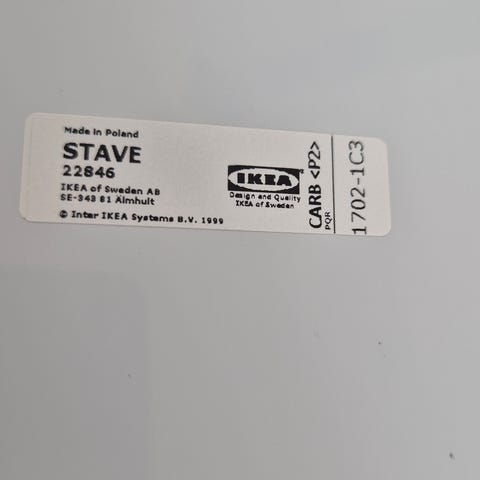 Made in Poland
STAVE
22846
IKEA of Sweden AB
SE-343 81 Älmhult
© Inter IKEA Systems B.V. 1999
IKEA
Design and Quality
IKEA of Sweden
CARB <P2>
PQR
1702-1C3